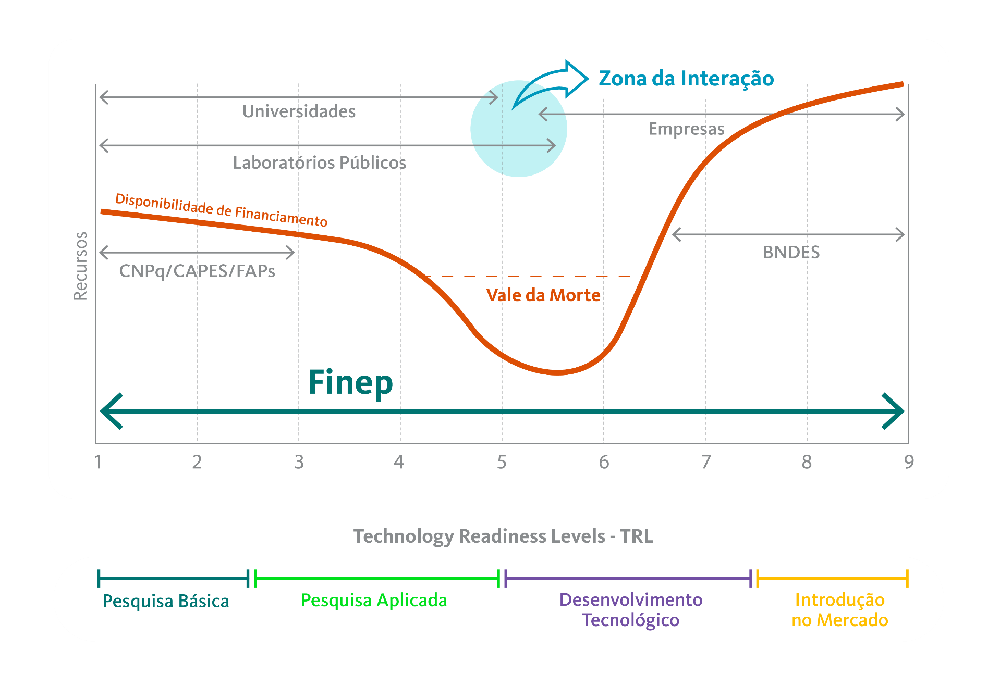 Zona da Interação
Universidades
Empresas
Laboratórios Públicos
Disponibilidade de Financiamento
Recursos
BNDES
CNPq/CAPES/FAPs
Vale da Morte
Finep
1 2 3 4 5 6 7 8 9
Technology Readiness Levels - TRL
Pesquisa Básica
Pesquisa Aplicada
Desenvolvimento
Tecnológico
Introdução
no Mercado